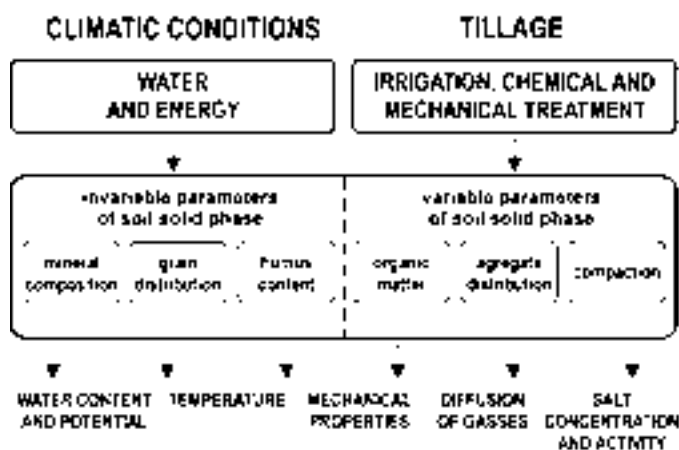 CLIMATIC CONDITIONS
TILLAGE
WATER
AND ENERGY
IRRIGATION, CHEMICAL AND
MECHANICAL TREATMENT
invariable parameters
of soil solid phase
variable parameters
of soil solid phase
mineral
composition
grain
distribution
humus
content
organic
matter
agregate
distribution
compaction
WATER CONTENT
AND POTENTIAL
TEMPERATURE
MECHANICAL
PROPERTIES
DIFFUSION
OF GASSES
SALT
CONCENTRATION
AND ACTIVITY